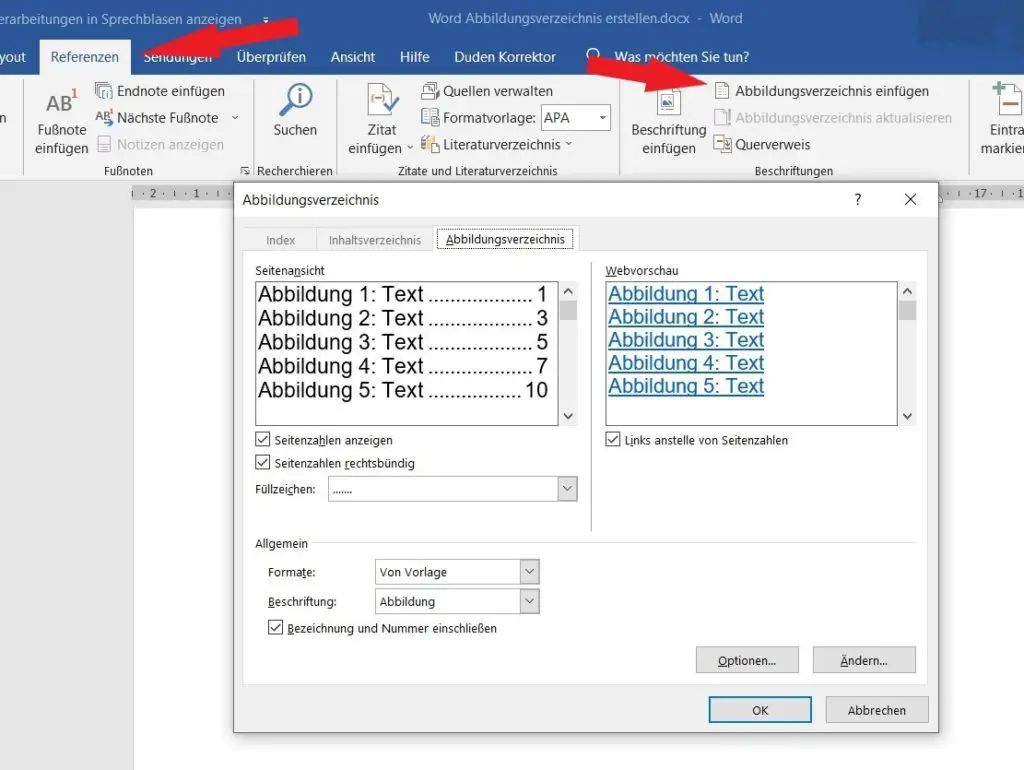 erarbeitungen in Sprechblasen anzeigen
Word Abbildungsverzeichnis erstellen.docx - Word
yout Referenzen Sendungen Überprüfen Ansicht Hilfe Duden Korrektor Was möchten Sie tun?
n
AB¹
Fußnote
einfügen
Endnote einfügen
Nächste Fußnote
Notizen anzeigen
Fußnoten
Suchen
Recherchieren
Zitat
einfügen
Quellen verwalten
Formatvorlage: APA
Literaturverzeichnis
Zitate und Literaturverzeichnis
Beschriftung
einfügen
Abbildungsverzeichnis einfügen
Abbildungsverzeichnis aktualisieren
Querverweis
Beschriftungen
Eintra
markie
2 1 17 1
Abbildungsverzeichnis ?
Index Inhaltsverzeichnis Abbildungsverzeichnis
Seitenansicht
Abbildung 1: Text ................... 1
Abbildung 2: Text ................... 3
Abbildung 3: Text ................... 5
Abbildung 4: Text ................... 7
Abbildung 5: Text ................. 10
Seitenzahlen anzeigen
Seitenzahlen rechtsbündig
Füllzeichen: .......
Webvorschau
Abbildung 1: Text
Abbildung 2: Text
Abbildung 3: Text
Abbildung 4: Text
Abbildung 5: Text
Links anstelle von Seitenzahlen
Allgemein
Formate: Von Vorlage
Beschriftung: Abbildung
Bezeichnung und Nummer einschließen
Optionen... Ändern...
OK Abbrechen